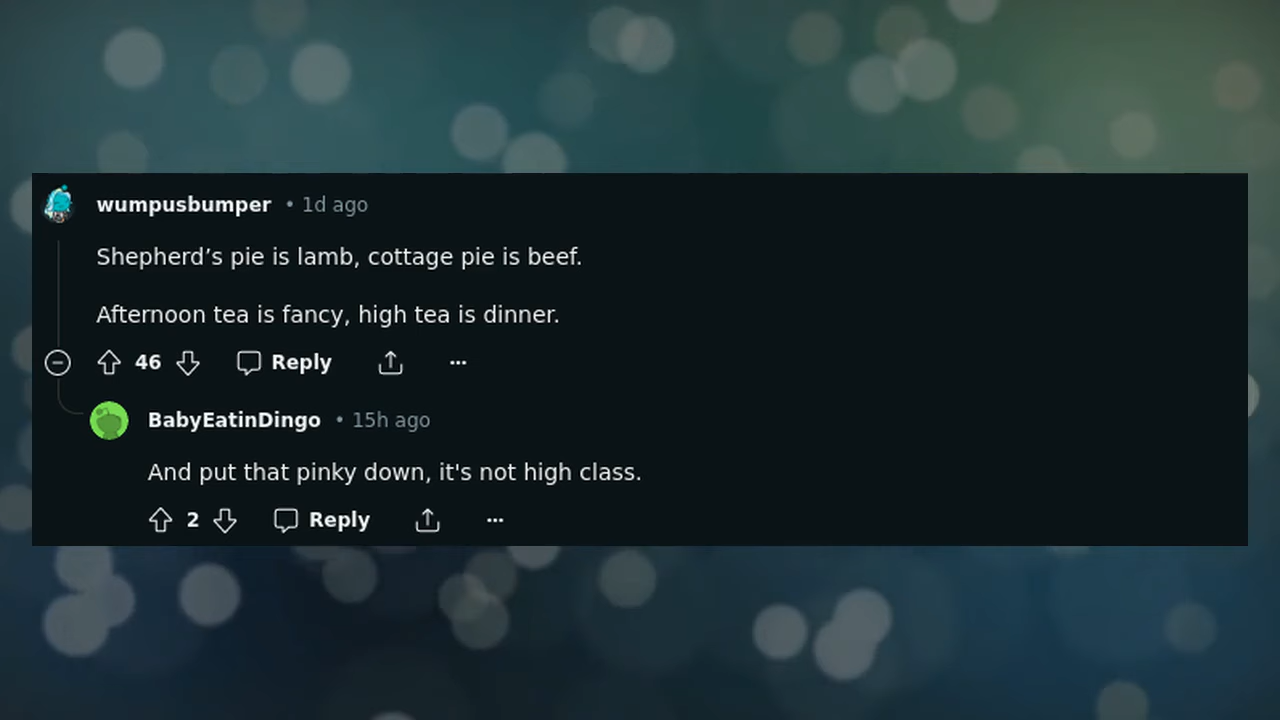 wumpusbumper • 1d ago
Shepherd’s pie is lamb, cottage pie is beef.
Afternoon tea is fancy, high tea is dinner.
46 Reply ...
BabyEatinDingo • 15h ago
And put that pinky down, it's not high class.
2 Reply ...